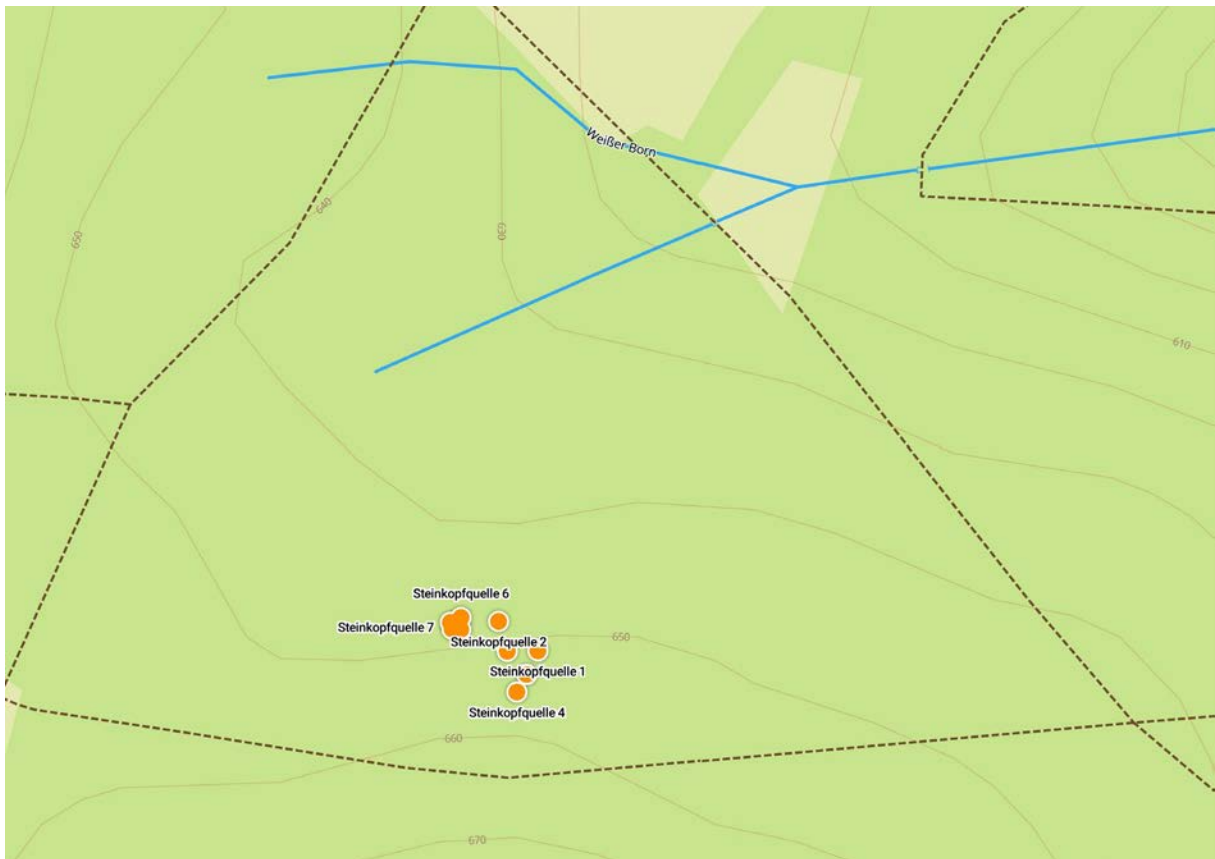 Weißer Born
640
650
630
610
Steinkopfquelle 6
Steinkopfquelle 7
Steinkopfquelle 2
650
Steinkopfquelle 1
Steinkopfquelle 4
660
670